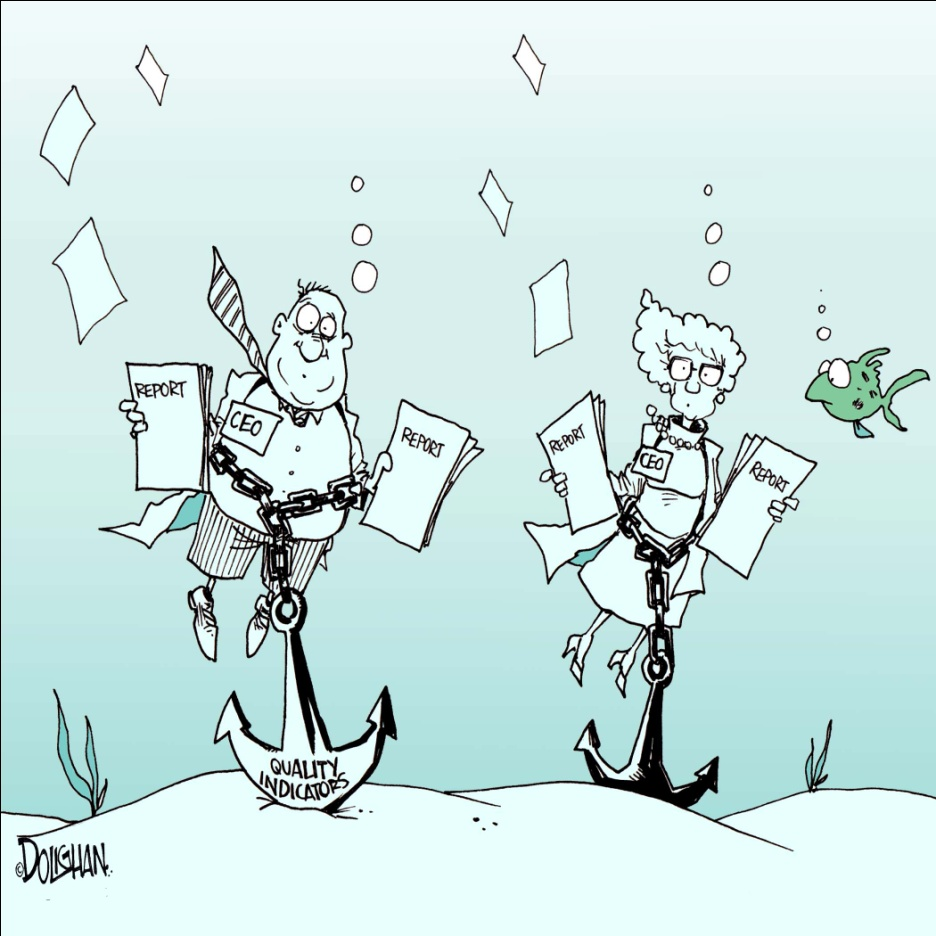 REPORT
CEO
REPORT
REPORT
CEO
REPORT
QUALITY
INDICATORS
© DOLIGHAN.